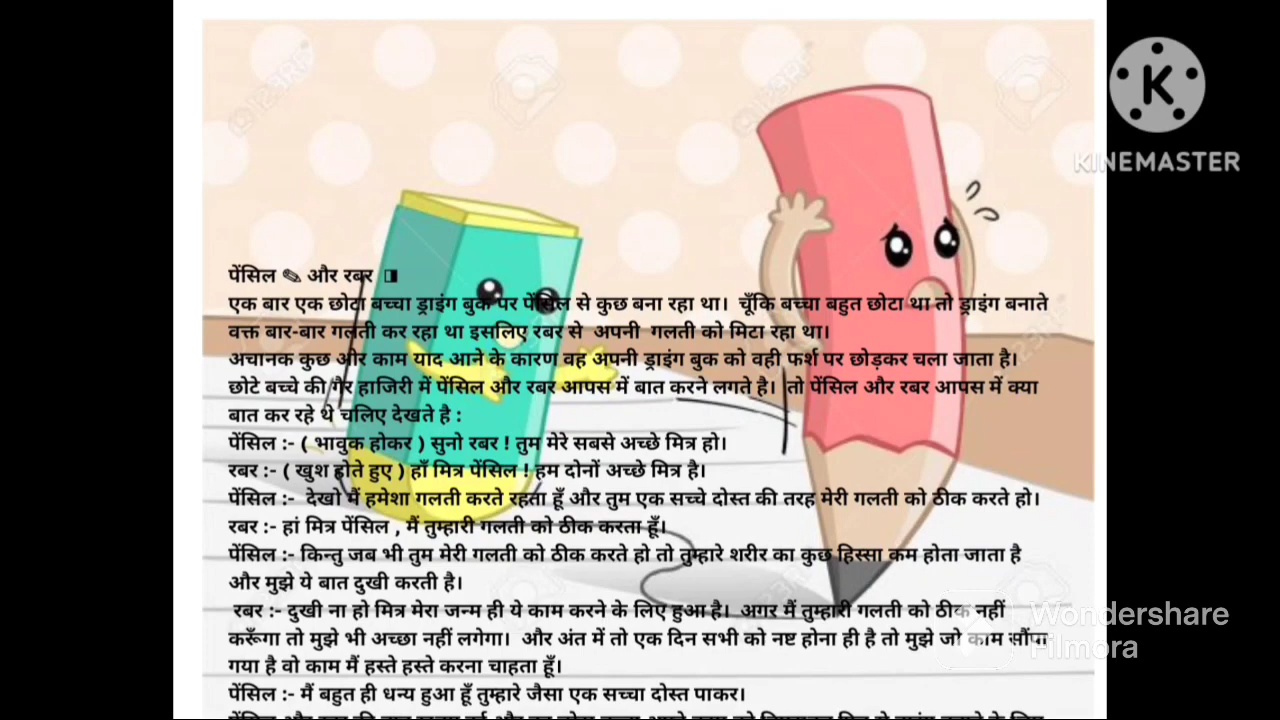 K
KINEMASTER
पेंसिल ✏ और रबर ◨
एक बार एक छोटा बच्चा ड्राइंग बुक पर पेंसिल से कुछ बना रहा था। चूँकि बच्चा बहुत छोटा था तो ड्राइंग बनाते
वक्त बार-बार गलती कर रहा था इसलिए रबर से अपनी गलती को मिटा रहा था।
अचानक कुछ और काम याद आने के कारण वह अपनी ड्राइंग बुक को वही फर्श पर छोड़कर चला जाता है।
छोटे बच्चे की गैर हाजिरी में पेंसिल और रबर आपस में बात करने लगते है। तो पेंसिल और रबर आपस में क्या
बात कर रहे थे चलिए देखते है :
पेंसिल :- ( भावुक होकर ) सुनो रबर ! तुम मेरे सबसे अच्छे मित्र हो।
रबर :- ( खुश होते हुए ) हाँ मित्र पेंसिल ! हम दोनों अच्छे मित्र है।
पेंसिल :- देखो मैं हमेशा गलती करते रहता हूँ और तुम एक सच्चे दोस्त की तरह मेरी गलती को ठीक करते हो।
रबर :- हां मित्र पेंसिल , मैं तुम्हारी गलती को ठीक करता हूँ।
पेंसिल :- किन्तु जब भी तुम मेरी गलती को ठीक करते हो तो तुम्हारे शरीर का कुछ हिस्सा कम होता जाता है
और मुझे ये बात दुखी करती है।
रबर :- दुखी ना हो मित्र मेरा जन्म ही ये काम करने के लिए हुआ है। अगर मैं तुम्हारी गलती को ठीक नहीं
करूँगा तो मुझे भी अच्छा नहीं लगेगा। और अंत में तो एक दिन सभी को नष्ट होना ही है तो मुझे जो काम सौंपा
गया है वो काम मैं हस्ते हस्ते करना चाहता हूँ।
पेंसिल :- मैं बहुत ही धन्य हुआ हूँ तुम्हारे जैसा एक सच्चा दोस्त पाकर।
Wondershare
Filmora